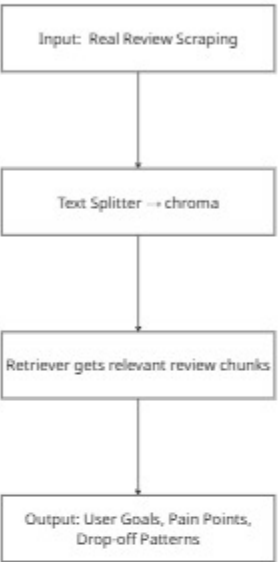 Input:  Real Review Scraping
Text Splitter → chroma
Retriever gets relevant review chunks
Output: User Goals, Pain Points,
Drop-off Patterns